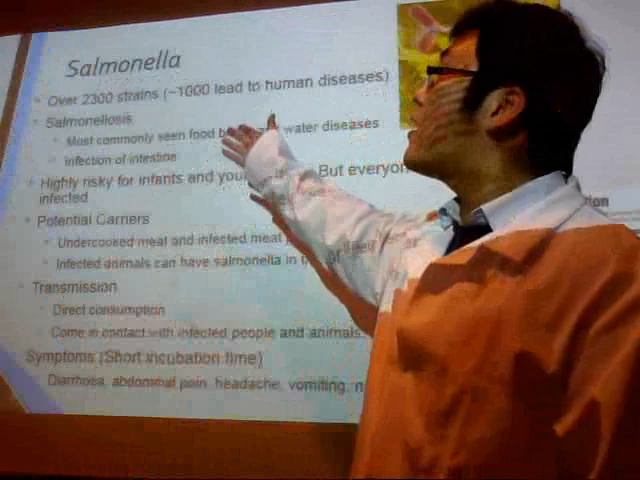 Salmonella
Over 2300 strains (~1000 lead to human diseases)
Salmonellosis
Most commonly seen food water diseases
Infection of intestine
Highly risky for infants and But
infected
Potential Carriers
Undercooked meat and infected meat
Infected animals can have salmonella in
Transmission
Direct consumption
Come in contact with infected people and animals
Symptoms (Short incubation time)
Diarrhea, abdominal pain, headache, vomiting,